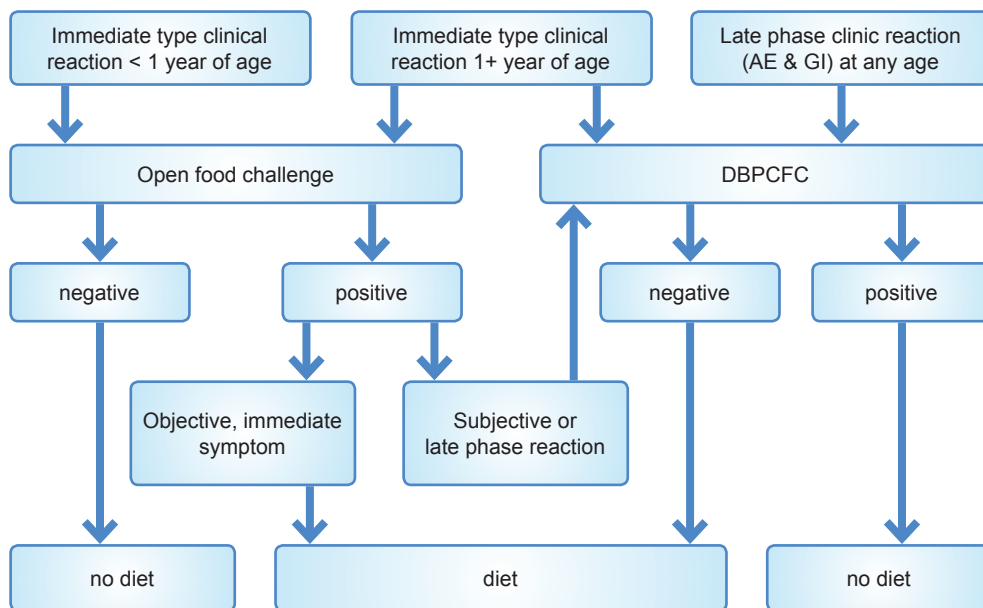 Immediate type clinical
reaction < 1 year of age
Immediate type clinical
reaction 1+ year of age
Late phase clinic reaction
(AE & GI) at any age
Open food challenge
DBPCFC
negative
positive
negative
positive
Objective, immediate
symptom
Subjective or
late phase reaction
no diet
diet
no diet